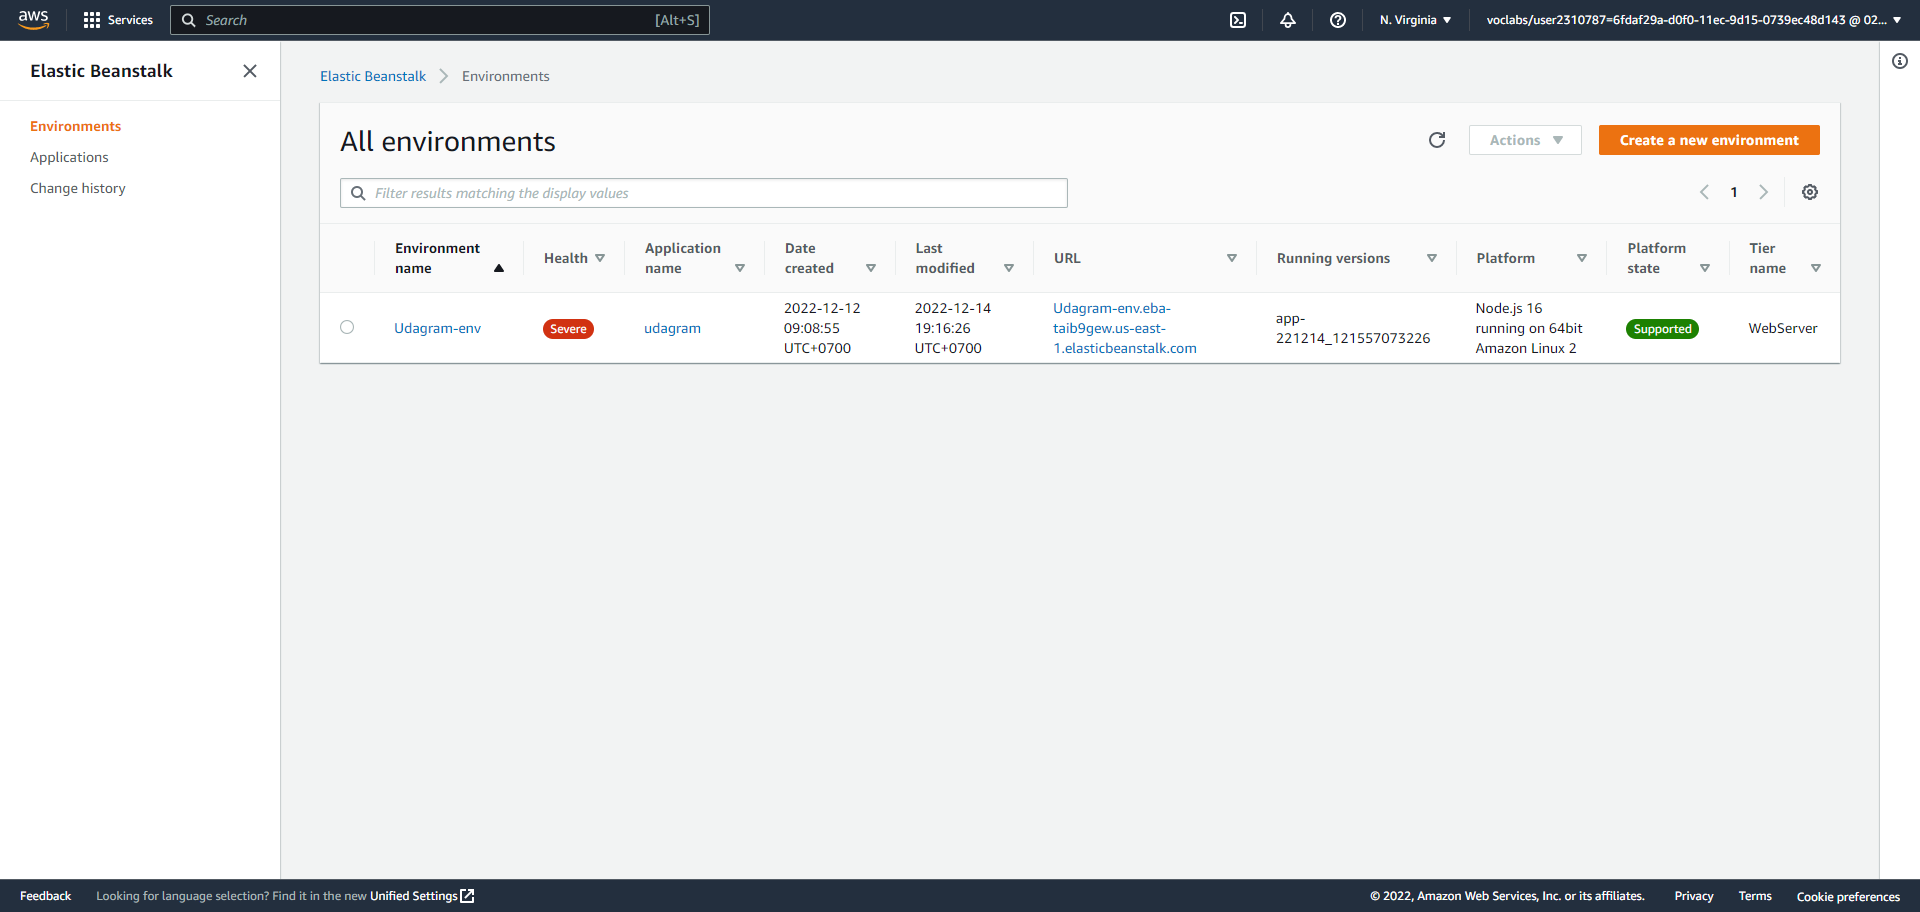 aws
Services
Search
[Alt+S]
N. Virginia
voclabs/user2310787=6fdaf29a-d0f0-11ec-9d15-0739ec48d143 @ 02...
Elastic Beanstalk
Environments
Applications
Change history
Elastic Beanstalk
Environments
All environments
Actions
Create a new environment
Filter results matching the display values
1
Environment
name
Health
Application
name
Date
created
Last
modified
URL
Running versions
Platform
Platform
state
Tier
name
Udagram-env
Severe
udagram
2022-12-12
09:08:55
UTC+0700
2022-12-14
19:16:26
UTC+0700
Udagram-env.eba-
taib9gew.us-east-
1.elasticbeanstalk.com
app-
221214_121557073226
Node.js 16
running on 64bit
Amazon Linux 2
Supported
WebServer
Feedback
Looking for language selection? Find it in the new Unified Settings
© 2022, Amazon Web Services, Inc. or its affiliates.
Privacy
Terms
Cookie preferences